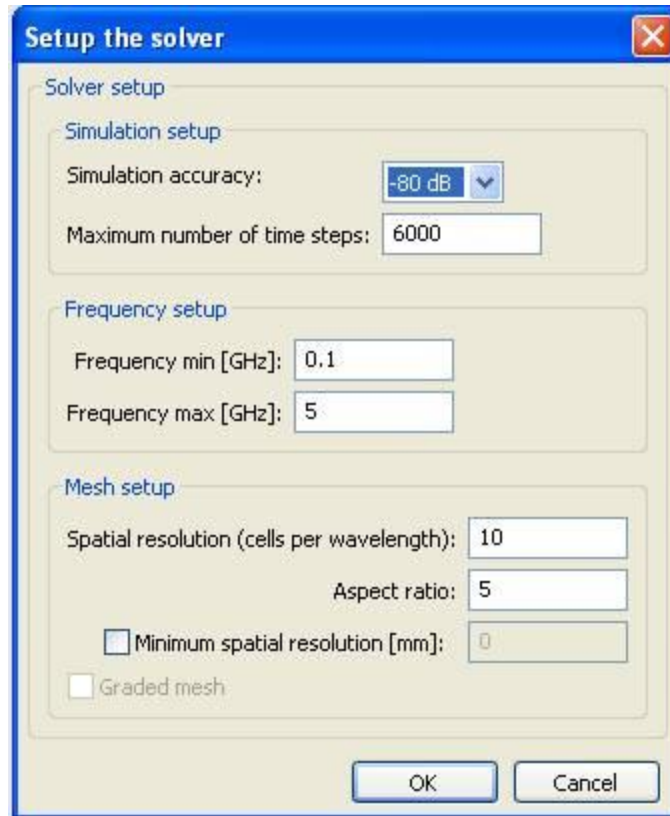 Setup the solver
Solver setup
Simulation setup
Simulation accuracy: -80 dB
Maximum number of time steps: 6000
Frequency setup
Frequency min [GHz]: 0.1
Frequency max [GHz]: 5
Mesh setup
Spatial resolution (cells per wavelength): 10
Aspect ratio: 5
Minimum spatial resolution [mm]: 0
Graded mesh
OK Cancel